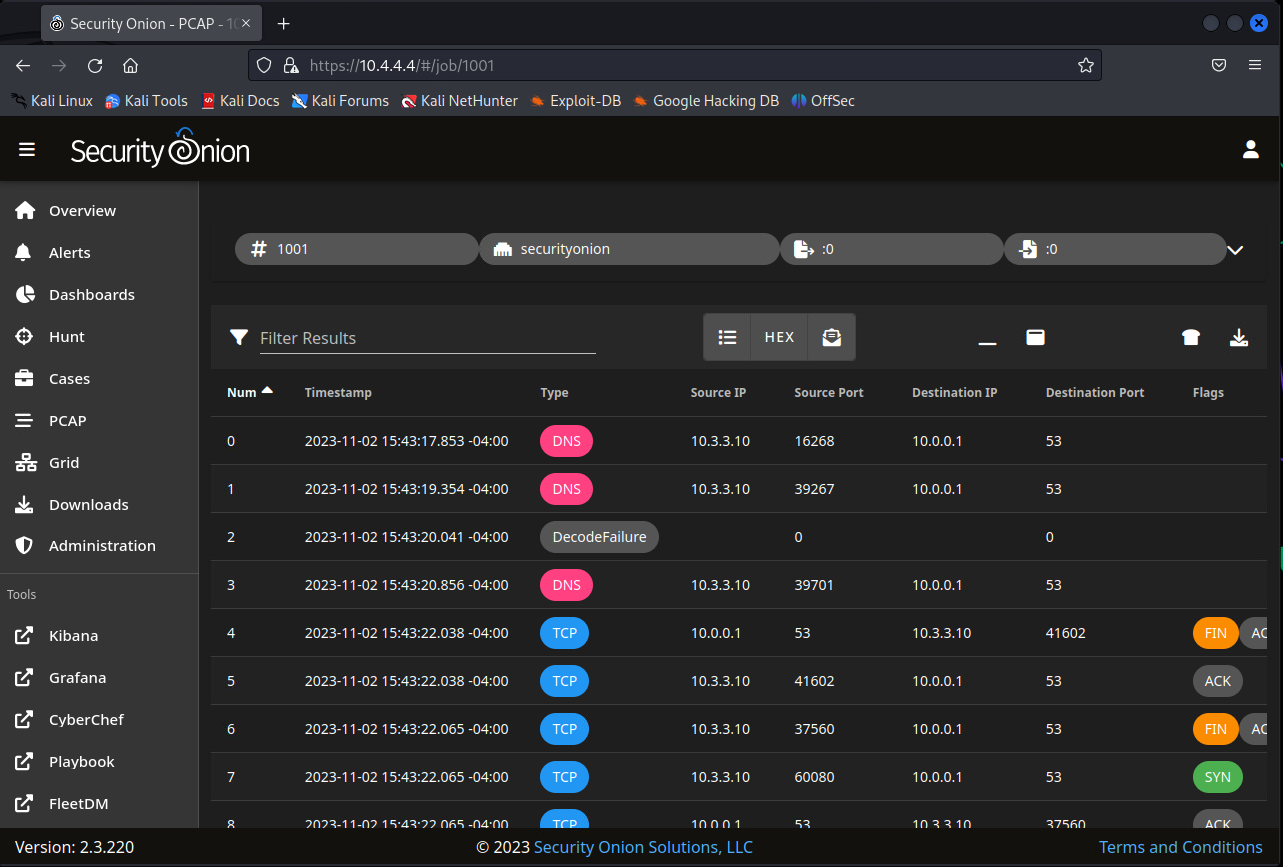 Security Onion - PCAP - 10
https://10.4.4.4/#/job/1001
Kali Linux Kali Tools Kali Docs Kali Forums Kali NetHunter Exploit-DB Google Hacking DB OffSec
Security Onion
Overview
Alerts
Dashboards
Hunt
Cases
PCAP
Grid
Downloads
Administration
Tools
Kibana
Grafana
CyberChef
Playbook
FleetDM
1001 securityonion :0 :0
Filter Results HEX
Num Timestamp Type Source IP Source Port Destination IP Destination Port Flags
0 2023-11-02 15:43:17.853 -04:00 DNS 10.3.3.10 16268 10.0.0.1 53
1 2023-11-02 15:43:19.354 -04:00 DNS 10.3.3.10 39267 10.0.0.1 53
2 2023-11-02 15:43:20.041 -04:00 DecodeFailure 0 0
3 2023-11-02 15:43:20.856 -04:00 DNS 10.3.3.10 39701 10.0.0.1 53
4 2023-11-02 15:43:22.038 -04:00 TCP 10.0.0.1 53 10.3.3.10 41602 FIN AC
5 2023-11-02 15:43:22.038 -04:00 TCP 10.3.3.10 41602 10.0.0.1 53 ACK
6 2023-11-02 15:43:22.065 -04:00 TCP 10.3.3.10 37560 10.0.0.1 53 FIN AC
7 2023-11-02 15:43:22.065 -04:00 TCP 10.3.3.10 60080 10.0.0.1 53 SYN
8 2023-11-02 15:43:22.065 -04:00 TCP 10.0.0.1 53 10.3.3.10 37560 ACK
Version: 2.3.220 © 2023 Security Onion Solutions, LLC Terms and Conditions